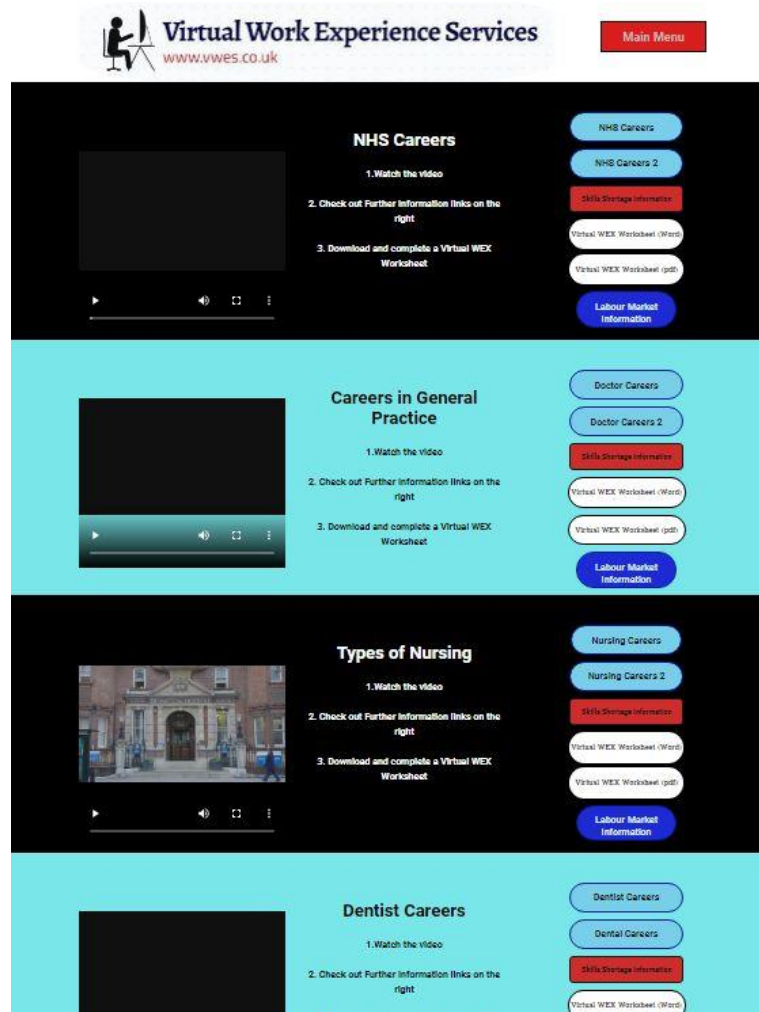 Virtual Work Experience Services
www.vwes.co.uk
Main Menu
NHS Careers
1.Watch the video
2. Check out Further Information links on the
right
3. Download and complete a Virtual WEX
Worksheet
NHS Careers
NHS Careers 2
Skills Shortage Information
Virtual WEX Worksheet (Word)
Virtual WEX Worksheet (pdf)
Labour Market
Information
Careers in General
Practice
1.Watch the video
2. Check out Further Information links on the
right
3. Download and complete a Virtual WEX
Worksheet
Doctor Careers
Doctor Careers 2
Skills Shortage Information
Virtual WEX Worksheet (Word)
Virtual WEX Worksheet (pdf)
Labour Market
Information
Types of Nursing
1.Watch the video
2. Check out Further Information links on the
right
3. Download and complete a Virtual WEX
Worksheet
Nursing Careers
Nursing Careers 2
Skills Shortage Information
Virtual WEX Worksheet (Word)
Virtual WEX Worksheet (pdf)
Labour Market
Information
Dentist Careers
1.Watch the video
2. Check out Further Information links on the
right
Dentist Careers
Dental Careers
Skills Shortage Information
Virtual WEX Worksheet (Word)